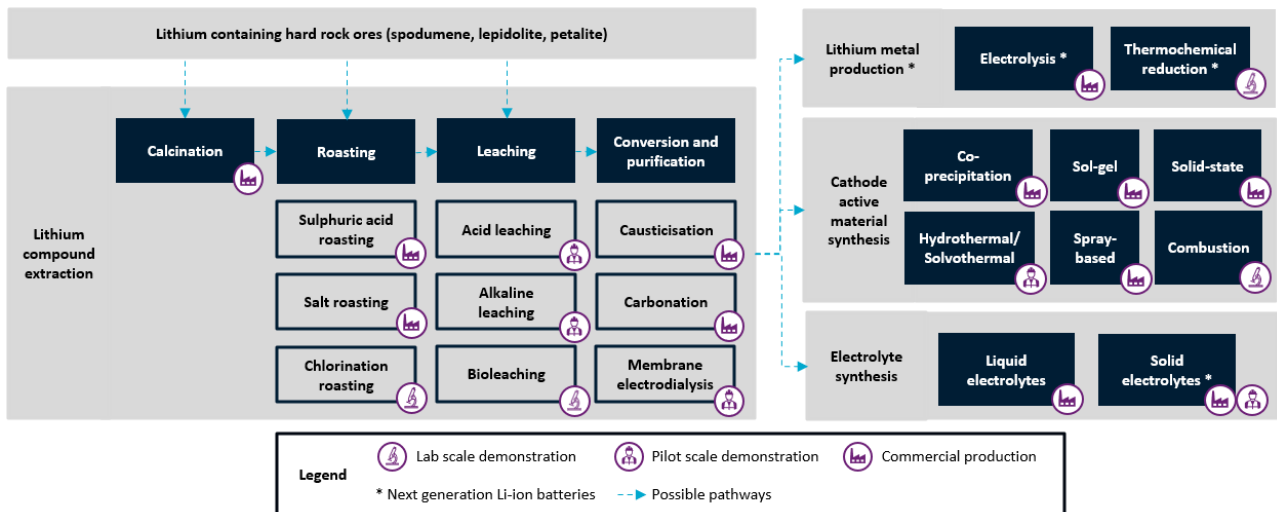 Lithium containing hard rock ores (spodumene, lepidolite, petalite)
Lithium
compound
extraction
Calcination
Roasting
Leaching
Conversion and
purification
Sulphuric acid
roasting
Acid leaching
Causticisation
Salt roasting
Alkaline
leaching
Carbonation
Chlorination
roasting
Bioleaching
Membrane
electrodialysis
Lithium metal
production *
Electrolysis *
Thermochemical
reduction *
Cathode
active
material
synthesis
Co-
precipitation
Sol-gel
Solid-state
Hydrothermal/
Solvothermal
Spray-
based
Combustion
Electrolyte
synthesis
Liquid
electrolytes
Solid
electrolytes *
Legend
Lab scale demonstration
Pilot scale demonstration
Commercial production
* Next generation Li-ion batteries
Possible pathways